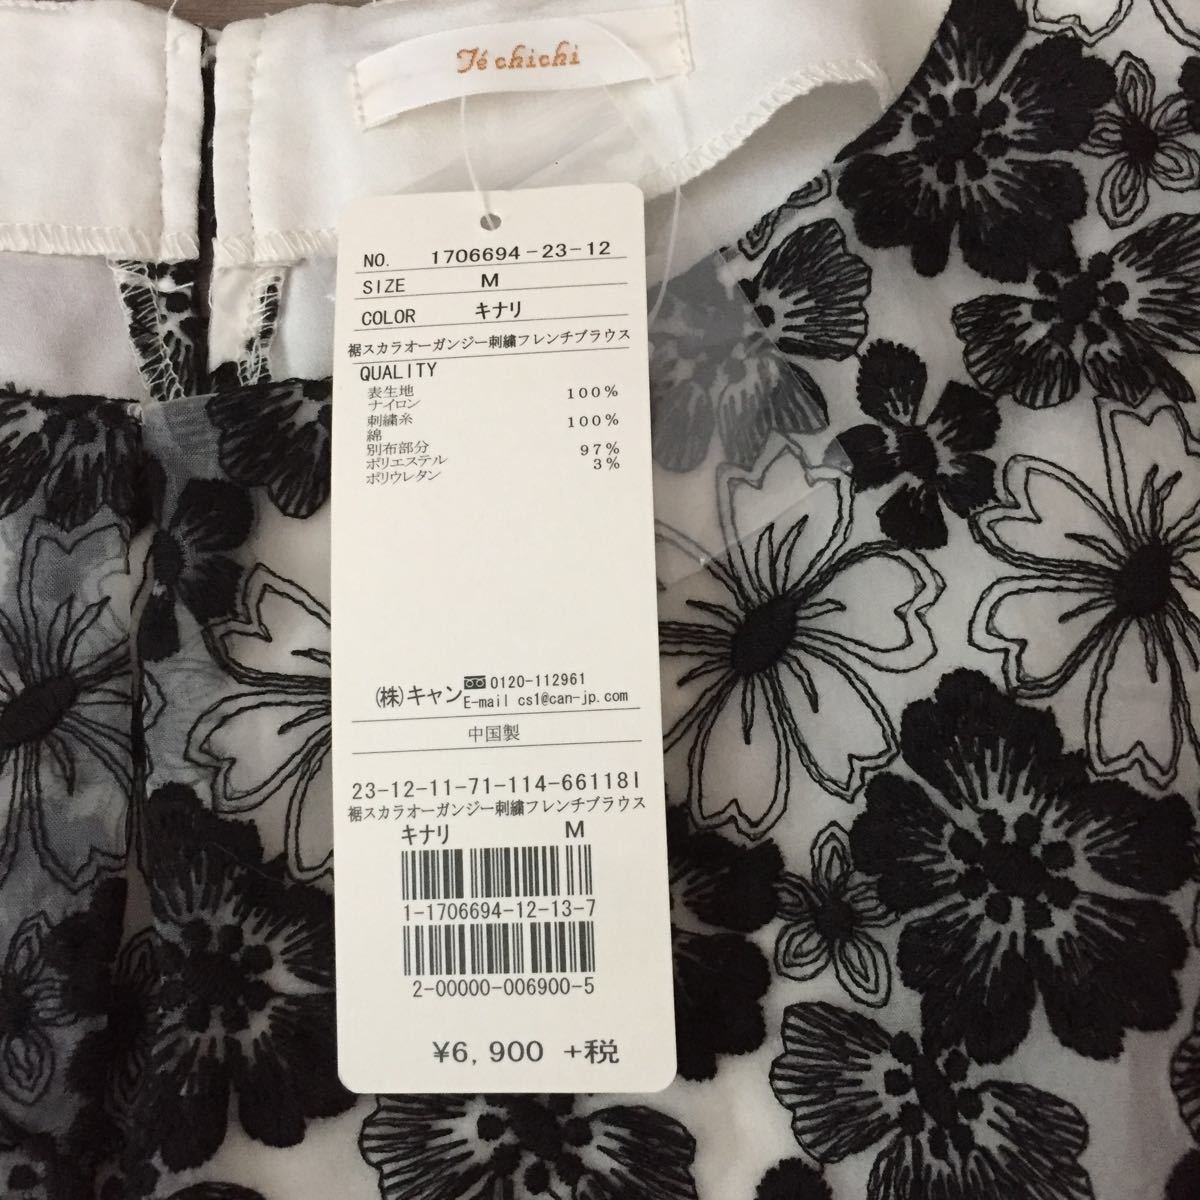 Té chichi
NO. 1706694-23-12
SIZE M
COLOR キナリ
裾スカラオーガンジー刺繍フレンチブラウス
QUALITY
表生地 100%
ナイロン
刺繍糸 100%
綿
別布部分 97%
ポリエステル 3%
ポリウレタン
(株)キャン 0120-112961
E-mail cs1@can-jp.com
中国製
23-12-11-71-114-661181
裾スカラオーガンジー刺繍フレンチブラウス
キナリ M
1-1706694-12-13-7
2-00000-006900-5
¥6,900 +税